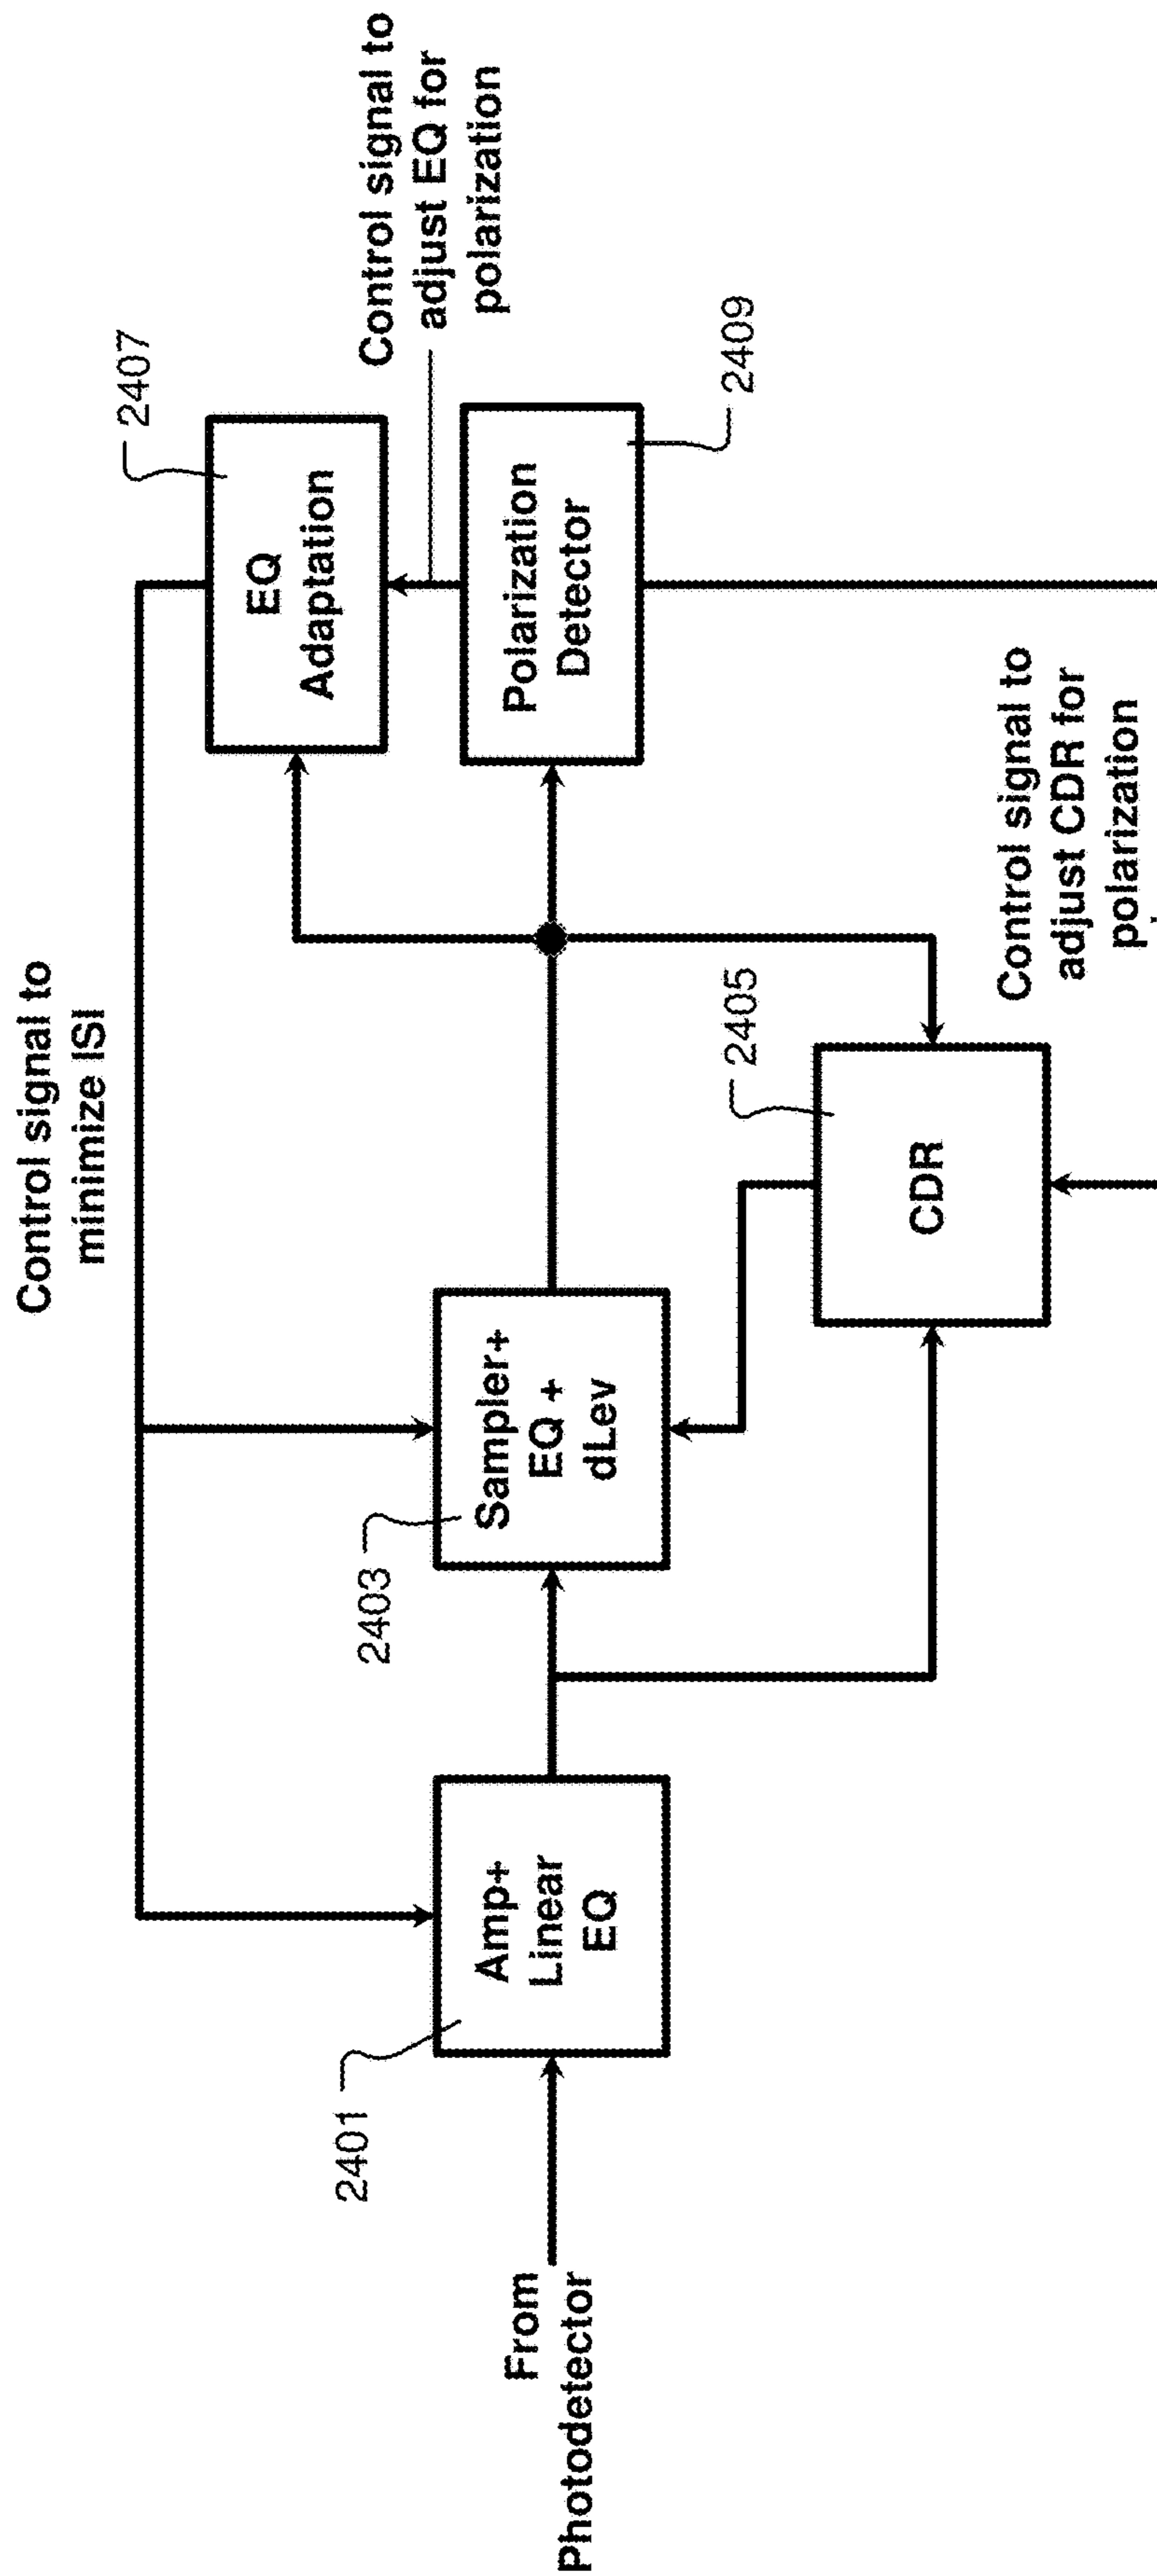 Control signal to
minimize ISI
2407
EQ
Adaptation
Control signal to
adjust EQ for
polarization
2403
Sampler+
EQ +
dLev
2401
Amp+
Linear
EQ
From
Photodetector
Polarization
Detector
2409
2405
CDR
Control signal to
adjust CDR for
polarization